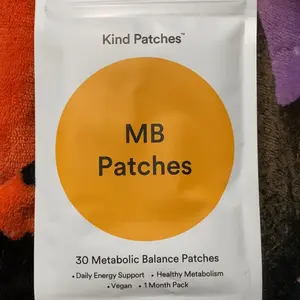 Kind Patches™
MB
Patches
30 Metabolic Balance Patches
• Daily Energy Support • Healthy Metabolism
• Vegan • 1 Month Pack